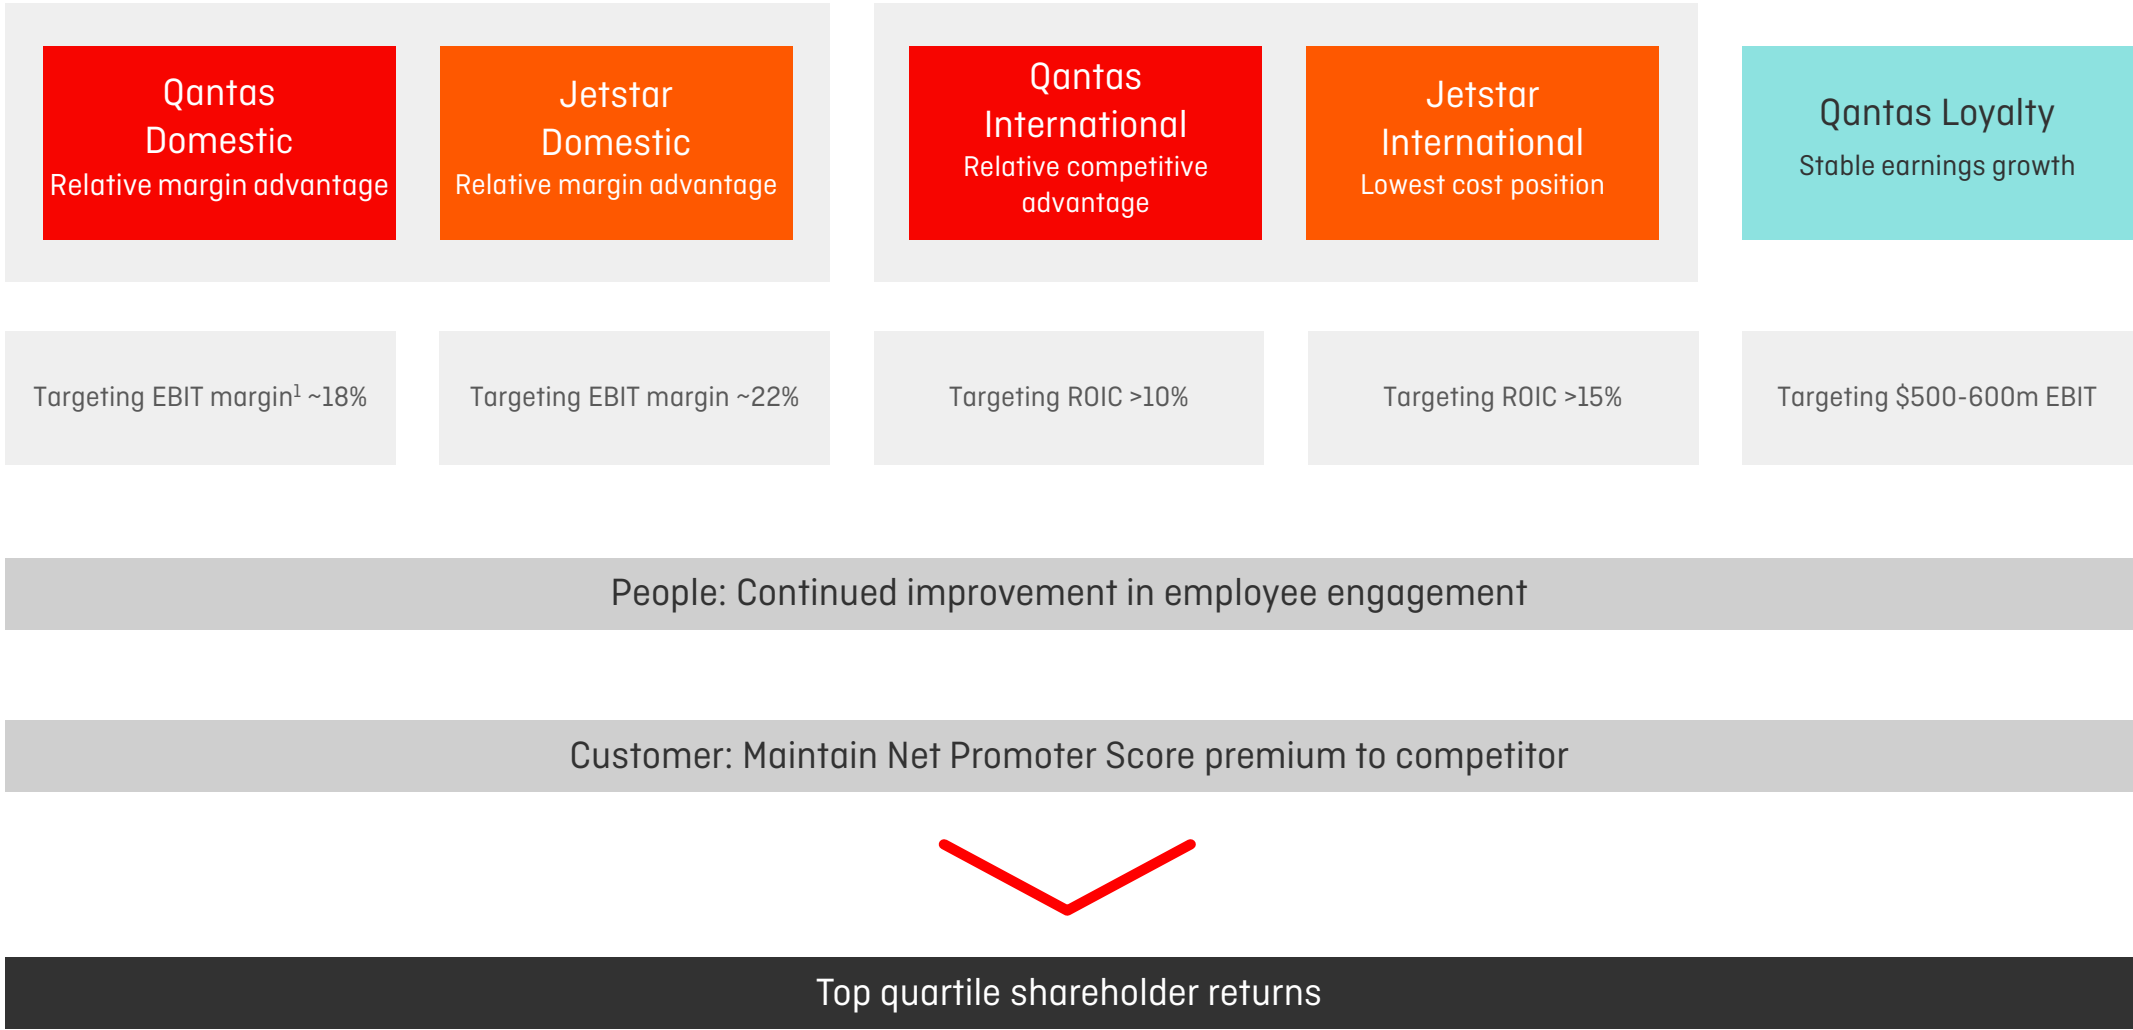 Qantas
Domestic
Relative margin advantage
Jetstar
Domestic
Relative margin advantage
Qantas
International
Relative competitive
advantage
Jetstar
International
Lowest cost position
Qantas Loyalty
Stable earnings growth
Targeting EBIT margin¹ ~18%
Targeting EBIT margin ~22%
Targeting ROIC >10%
Targeting ROIC >15%
Targeting $500-600m EBIT
People: Continued improvement in employee engagement
Customer: Maintain Net Promoter Score premium to competitor
Top quartile shareholder returns